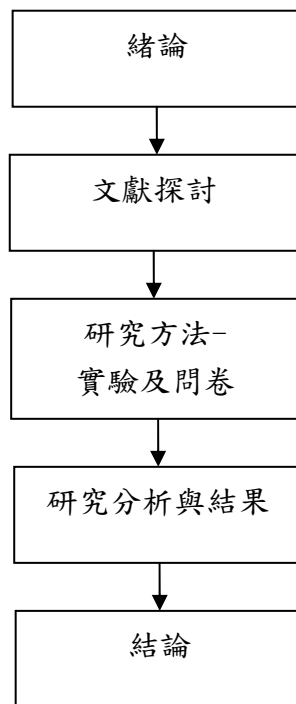 緒論
文獻探討
研究方法-
實驗及問卷
研究分析與結果
結論